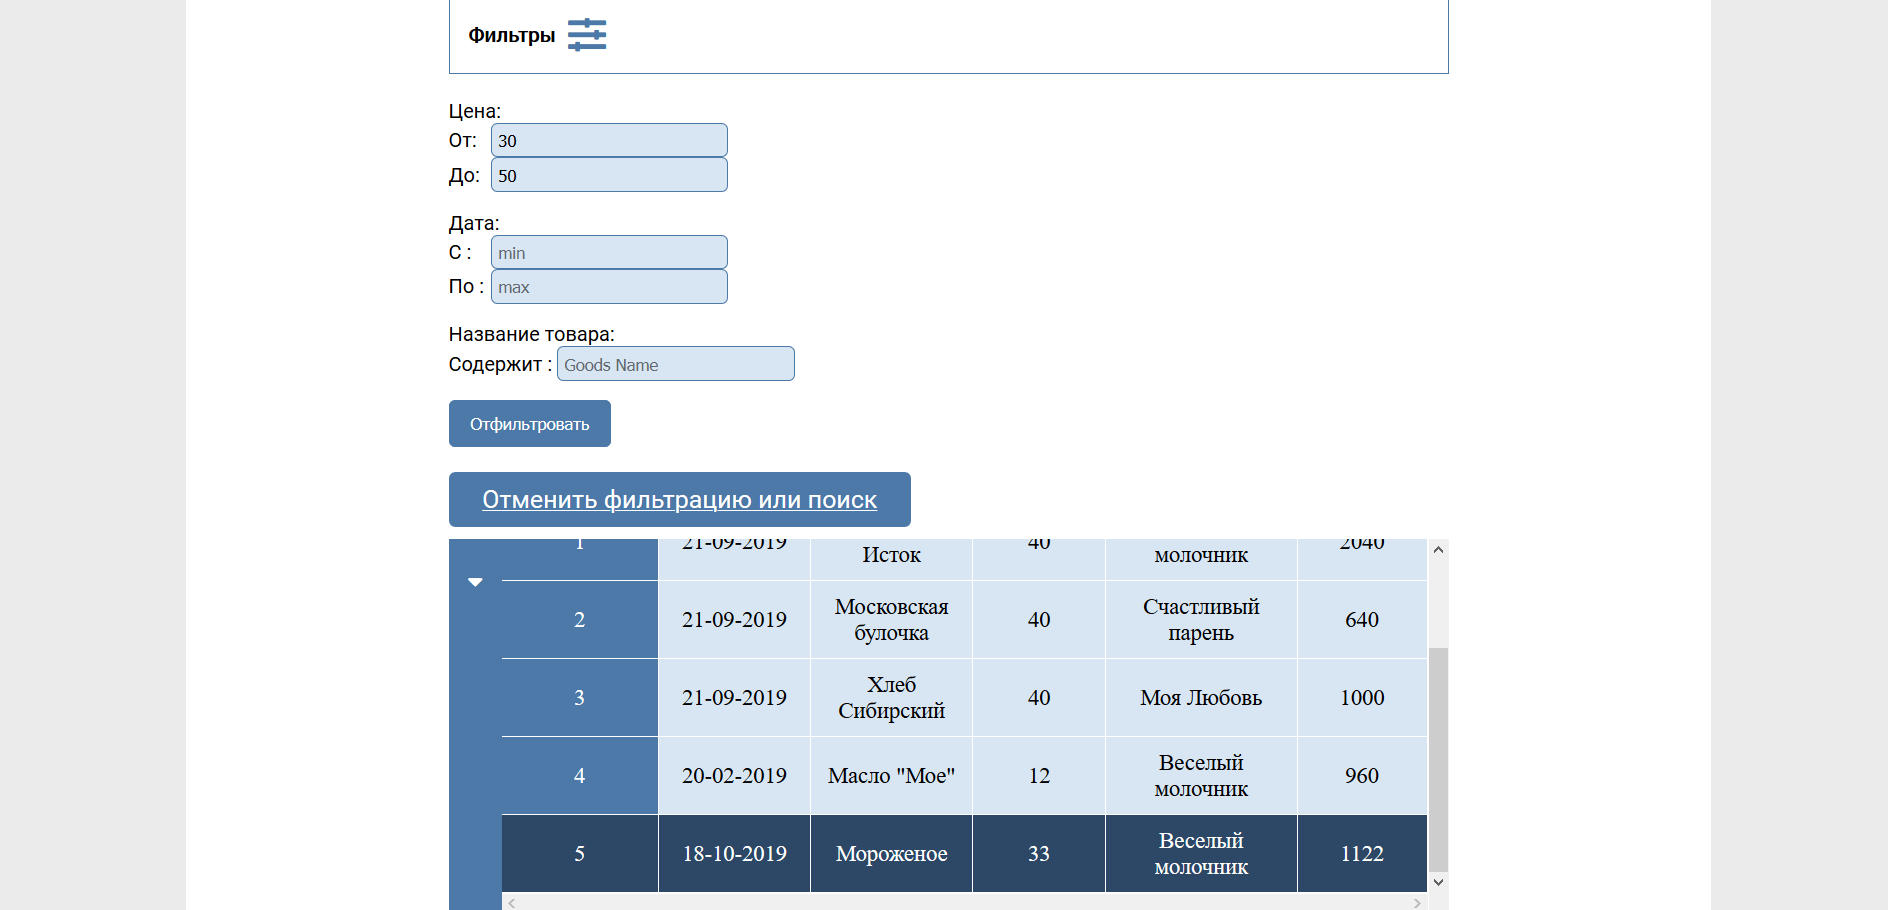 Фильтры
Цена:
От: 30
До: 50
Дата:
С : min
По : max
Название товара:
Содержит : Goods Name
Отфильтровать
Отменить фильтрацию или поиск
1 21-09-2019 Исток 40 молочник 2040
2 21-09-2019 Московская булочка 40 Счастливый парень 640
3 21-09-2019 Хлеб Сибирский 40 Моя Любовь 1000
4 20-02-2019 Масло "Мое" 12 Веселый молочник 960
5 18-10-2019 Мороженое 33 Веселый молочник 1122